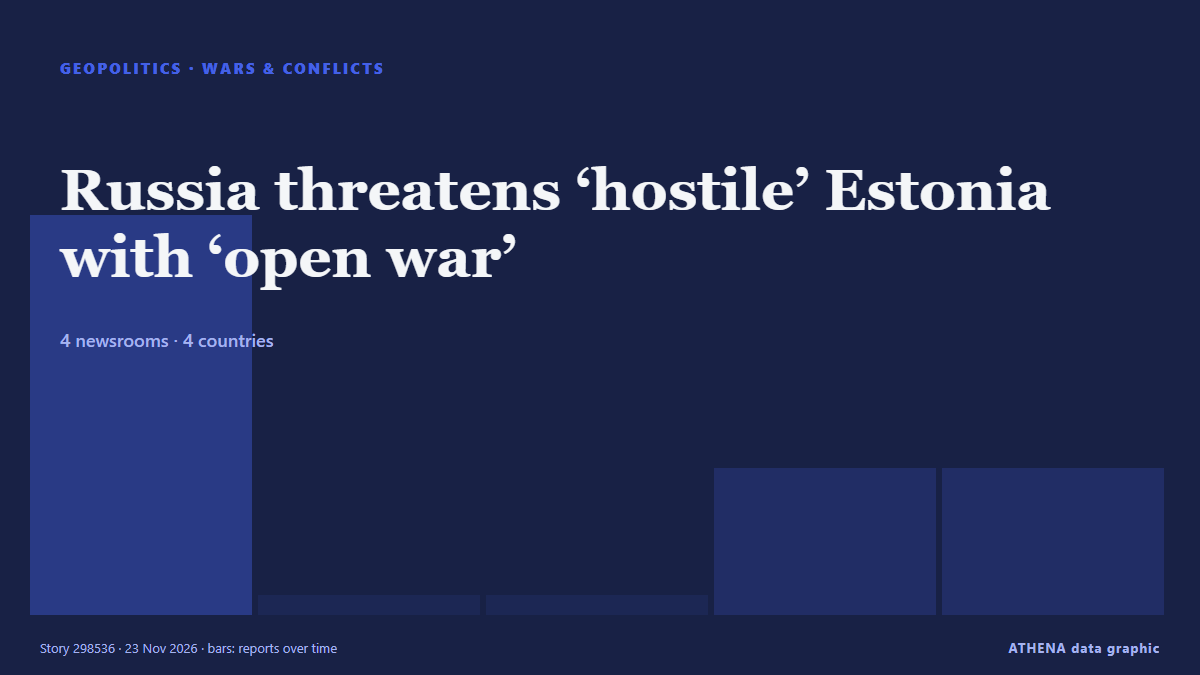 GEOPOLITICS · WARS & CONFLICTS
Russia threatens ‘hostile’ Estonia
with ‘open war’
4 newsrooms · 4 countries
Story 298536 · 23 Nov 2026 · bars: reports over time
ATHENA data graphic